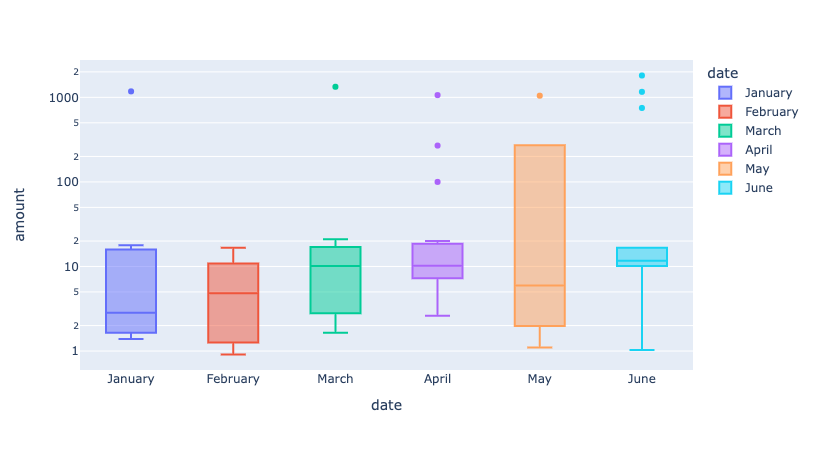 2
1000
5
2
100
5
2
10
5
2
1
amount
January
February
March
April
May
June
date
date
January
February
March
April
May
June